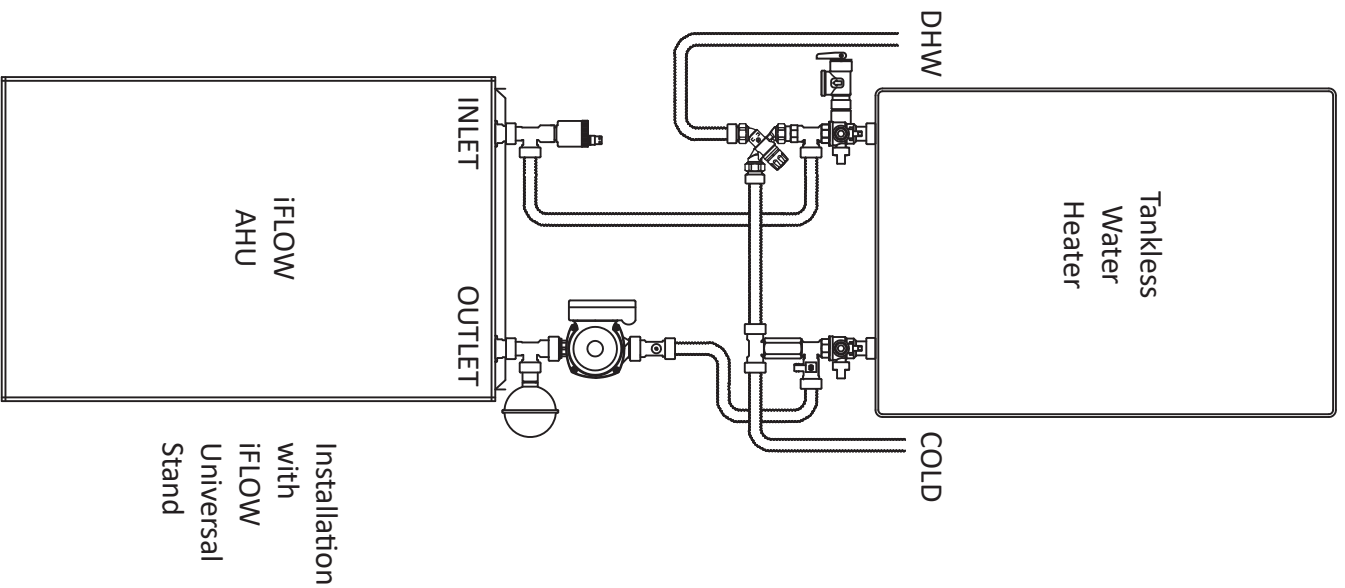 Tankless
Water
Heater
DHW
COLD
INLET
OUTLET
iFLOW
AHU
Installation
with
iFLOW
Universal
Stand